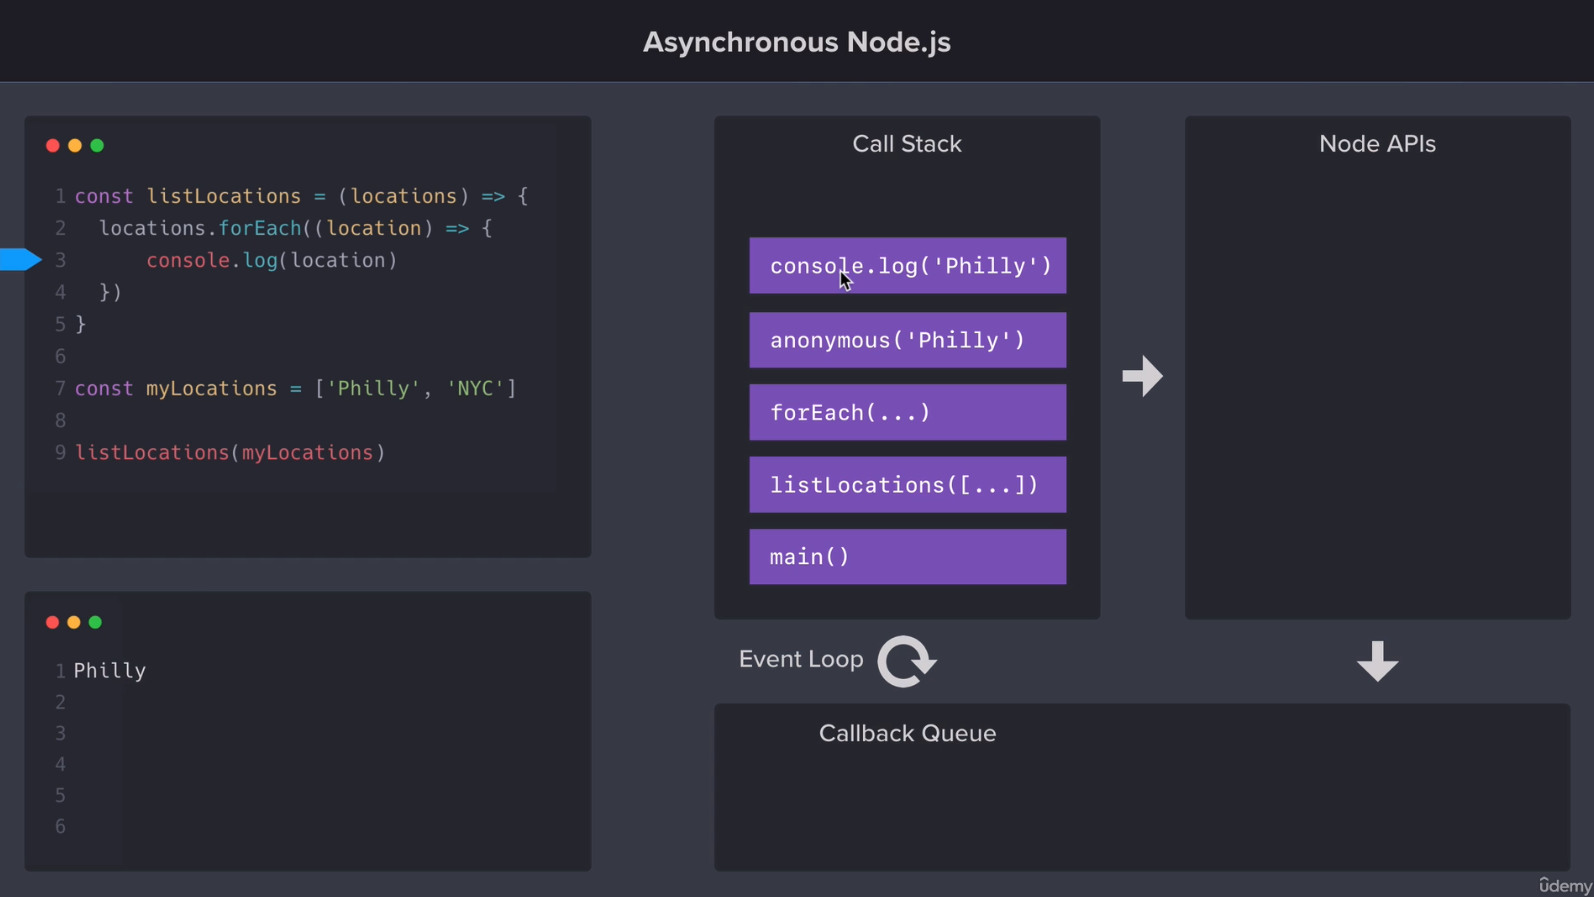 Asynchronous Node.js
1 const listLocations = (locations) => {
2 locations.forEach((location) => {
3 console.log(location)
4 })
5 }
6
7 const myLocations = ['Philly', 'NYC']
8
9 listLocations(myLocations)
1 Philly
2
3
4
5
6
Call Stack
console.log('Philly')
anonymous('Philly')
forEach(...)
listLocations([...])
main()
Node APIs
Event Loop
Callback Queue
ûdemy